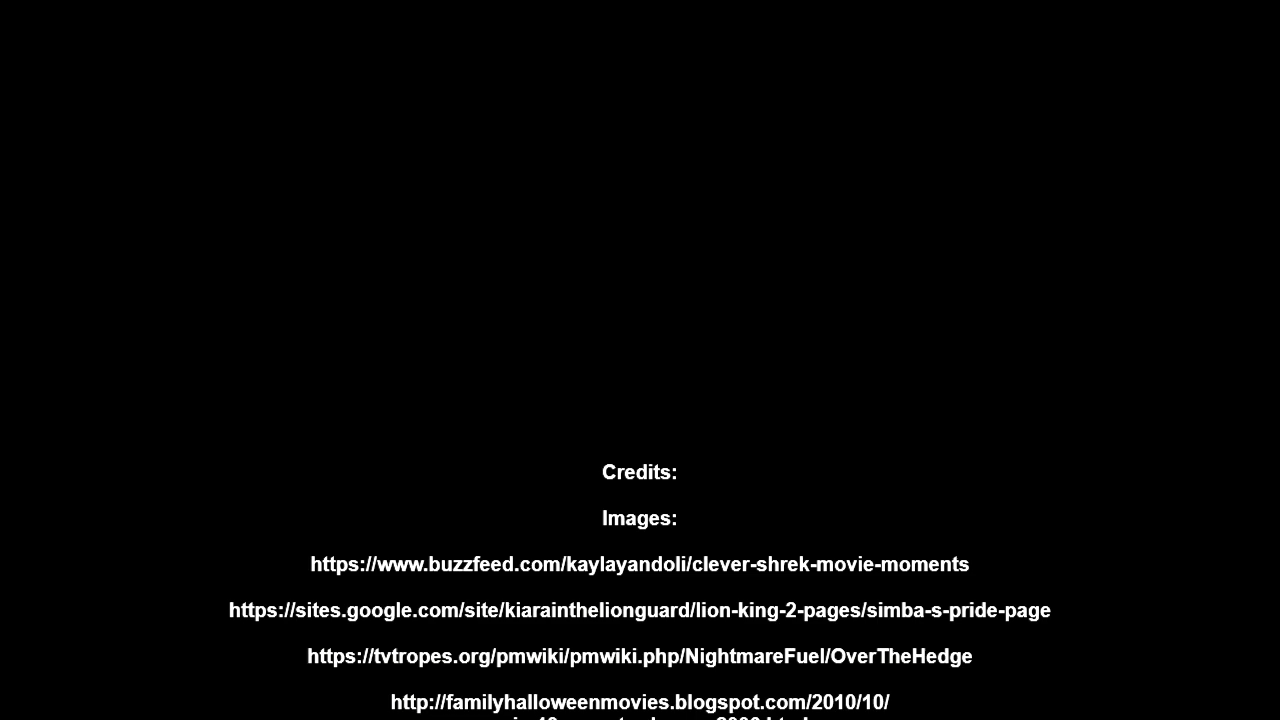 Credits:
Images:
https://www.buzzfeed.com/kaylayandoli/clever-shrek-movie-moments
https://sites.google.com/site/kiarainthelionguard/lion-king-2-pages/simba-s-pride-page
https://tvtropes.org/pmwiki/pmwiki.php/NightmareFuel/OverTheHedge
http://familyhalloweenmovies.blogspot.com/2010/10/